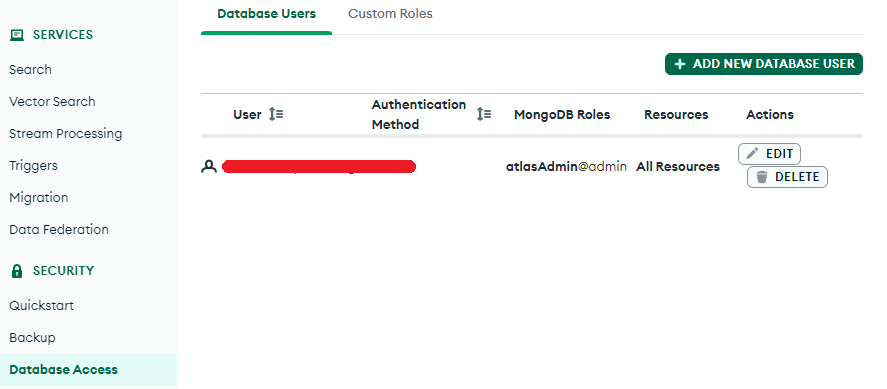 Database Users Custom Roles
SERVICES
Search
Vector Search
Stream Processing
Triggers
Migration
Data Federation
SECURITY
Quickstart
Backup
Database Access
+ ADD NEW DATABASE USER
User Authentication Method MongoDB Roles Resources Actions
atlasAdmin@admin All Resources EDIT
DELETE